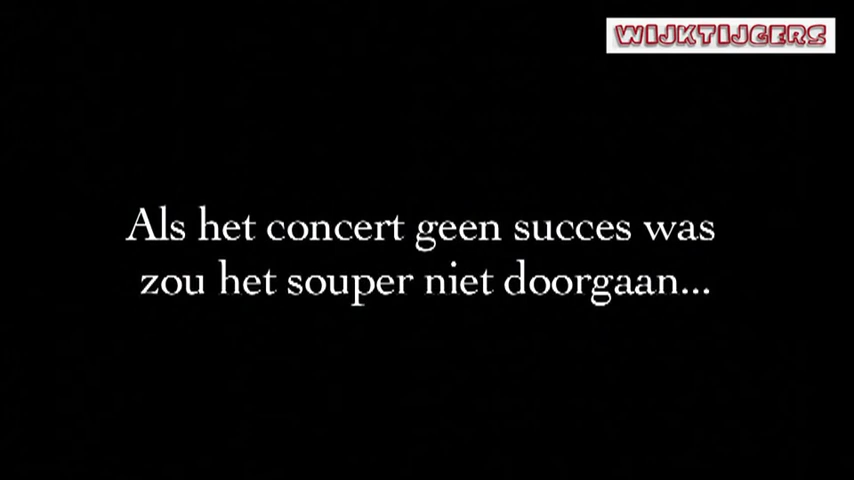 WIJKTIJGERS
Als het concert geen succes was
zou het souper niet doorgaan...